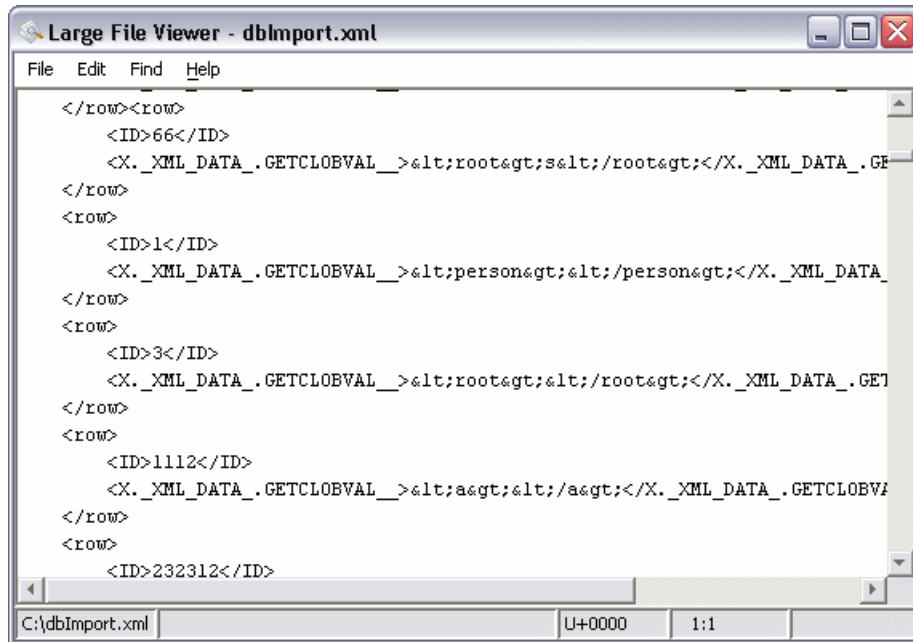 Large File Viewer - dbImport.xml
File Edit Find Help
</row><row>
<ID>66</ID>
<X._XML_DATA_.GETCLOBVAL__>&lt;root&gt;s&lt;/root&gt;</X._XML_DATA_.GE
</row>
<row>
<ID>1</ID>
<X._XML_DATA_.GETCLOBVAL__>&lt;person&gt;&lt;/person&gt;</X._XML_DATA_
</row>
<row>
<ID>3</ID>
<X._XML_DATA_.GETCLOBVAL__>&lt;root&gt;&lt;/root&gt;</X._XML_DATA_.GET
</row>
<row>
<ID>1112</ID>
<X._XML_DATA_.GETCLOBVAL__>&lt;a&gt;&lt;/a&gt;</X._XML_DATA_.GETCLOBVA
</row>
<row>
<ID>232312</ID>
C:\dbImport.xml U+0000 1:1